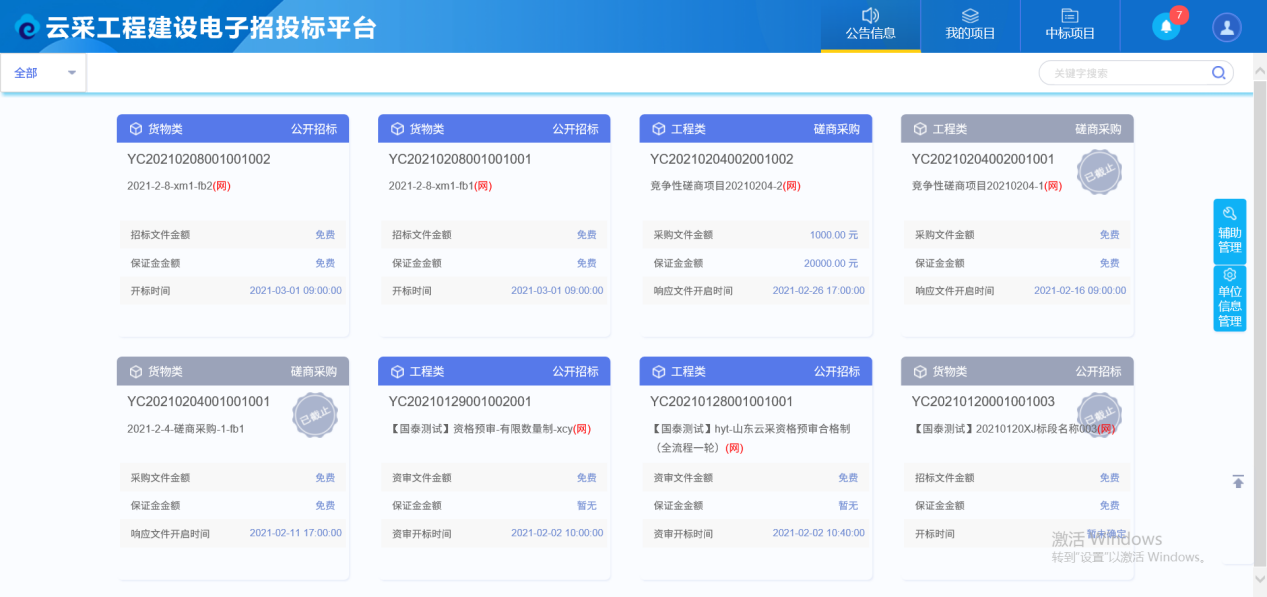 云采工程建设电子招投标平台
公告信息
我的项目
中标项目
7
全部
关键字搜索
货物类 公开招标
YC20210208001001002
2021-2-8-xm1-fb2(网)
招标文件金额 免费
保证金金额 免费
开标时间 2021-03-01 09:00:00
货物类 公开招标
YC20210208001001001
2021-2-8-xm1-fb1(网)
招标文件金额 免费
保证金金额 免费
开标时间 2021-03-01 09:00:00
工程类 磋商采购
YC20210204002001002
竞争性磋商项目20210204-2(网)
采购文件金额 1000.00 元
保证金金额 20000.00 元
响应文件开启时间 2021-02-26 17:00:00
工程类 磋商采购
YC20210204002001001
已截止
竞争性磋商项目20210204-1(网)
采购文件金额 免费
保证金金额 免费
响应文件开启时间 2021-02-16 09:00:00
货物类 磋商采购
YC20210204001001001
已截止
2021-2-4-磋商采购-1-fb1
采购文件金额 免费
保证金金额 免费
响应文件开启时间 2021-02-11 17:00:00
工程类 公开招标
YC20210129001002001
【国泰测试】资格预审-有限数量制-xcy(网)
资审文件金额 免费
保证金金额 暂无
资审开标时间 2021-02-02 10:00:00
工程类 公开招标
YC20210128001001001
【国泰测试】hyt-山东云采资格预审合格制
（全流程一轮）(网)
资审文件金额 免费
保证金金额 暂无
资审开标时间 2021-02-02 10:40:00
货物类 公开招标
YC20210120001001003
已截止
【国泰测试】20210120XJ标段名称003(网)
招标文件金额 免费
保证金金额 免费
开标时间 暂未确定
辅助
管理
单位
信息
管理
激活 Windows
转到"设置"以激活 Windows。